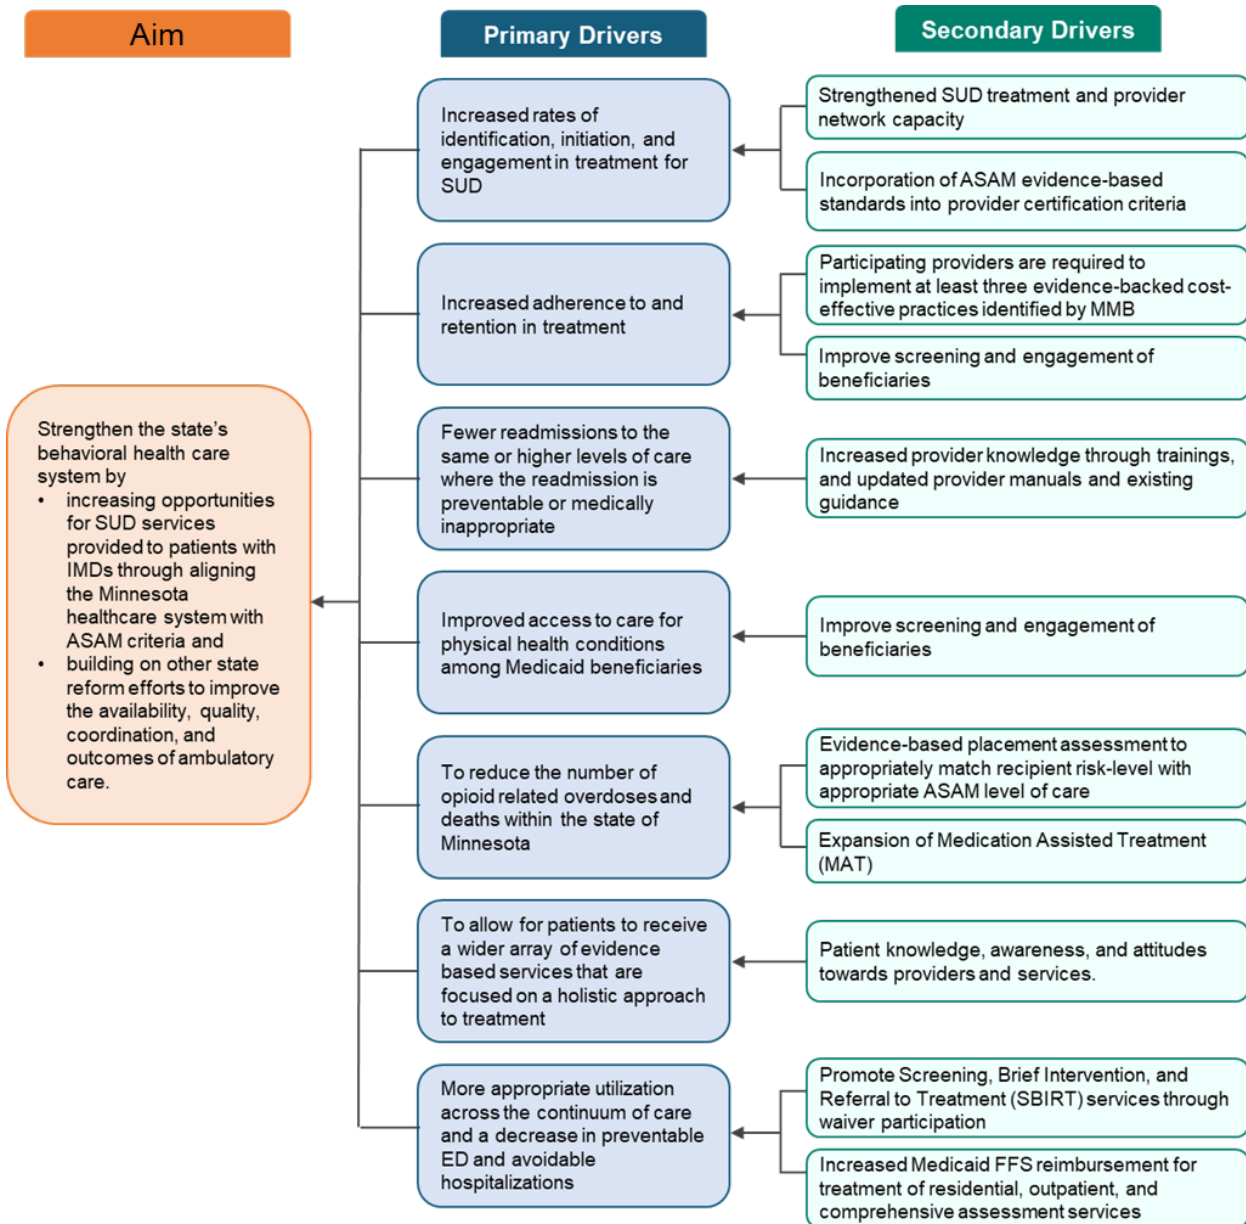 Aim
Primary Drivers
Secondary Drivers
Strengthen the state’s
behavioral health care
system by
• increasing opportunities
for SUD services
provided to patients with
IMDs through aligning
the Minnesota
healthcare system with
ASAM criteria and
• building on other state
reform efforts to improve
the availability, quality,
coordination, and
outcomes of ambulatory
care.
Increased rates of
identification, initiation, and
engagement in treatment for
SUD
Strengthened SUD treatment and provider
network capacity
Incorporation of ASAM evidence-based
standards into provider certification criteria
Increased adherence to and
retention in treatment
Participating providers are required to
implement at least three evidence-backed cost-
effective practices identified by MMB
Improve screening and engagement of
beneficiaries
Fewer readmissions to the
same or higher levels of care
where the readmission is
preventable or medically
inappropriate
Increased provider knowledge through trainings,
and updated provider manuals and existing
guidance
Improved access to care for
physical health conditions
among Medicaid beneficiaries
Improve screening and engagement of
beneficiaries
To reduce the number of
opioid related overdoses and
deaths within the state of
Minnesota
Evidence-based placement assessment to
appropriately match recipient risk-level with
appropriate ASAM level of care
Expansion of Medication Assisted Treatment
(MAT)
To allow for patients to receive
a wider array of evidence
based services that are
focused on a holistic approach
to treatment
Patient knowledge, awareness, and attitudes
towards providers and services.
More appropriate utilization
across the continuum of care
and a decrease in preventable
ED and avoidable
hospitalizations
Promote Screening, Brief Intervention, and
Referral to Treatment (SBIRT) services through
waiver participation
Increased Medicaid FFS reimbursement for
treatment of residential, outpatient, and
comprehensive assessment services